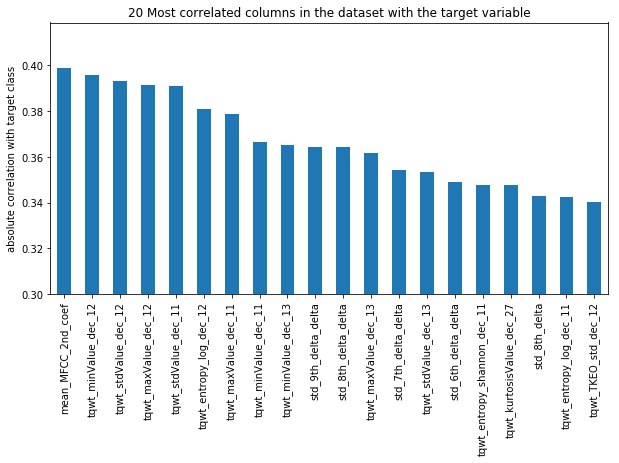 20 Most correlated columns in the dataset with the target variable
absolute correlation with target class
0.40
0.38
0.36
0.34
0.32
0.30
mean_MFCC_2nd_coef
tqwt_minValue_dec_12
tqwt_stdValue_dec_12
tqwt_maxValue_dec_12
tqwt_stdValue_dec_11
tqwt_entropy_log_dec_12
tqwt_maxValue_dec_11
tqwt_minValue_dec_11
tqwt_minValue_dec_13
std_9th_delta_delta
std_8th_delta_delta
tqwt_maxValue_dec_13
std_7th_delta_delta
tqwt_stdValue_dec_13
std_6th_delta_delta
tqwt_entropy_shannon_dec_11
tqwt_kurtosisValue_dec_27
std_8th_delta
tqwt_entropy_log_dec_11
tqwt_TKEO_std_dec_12